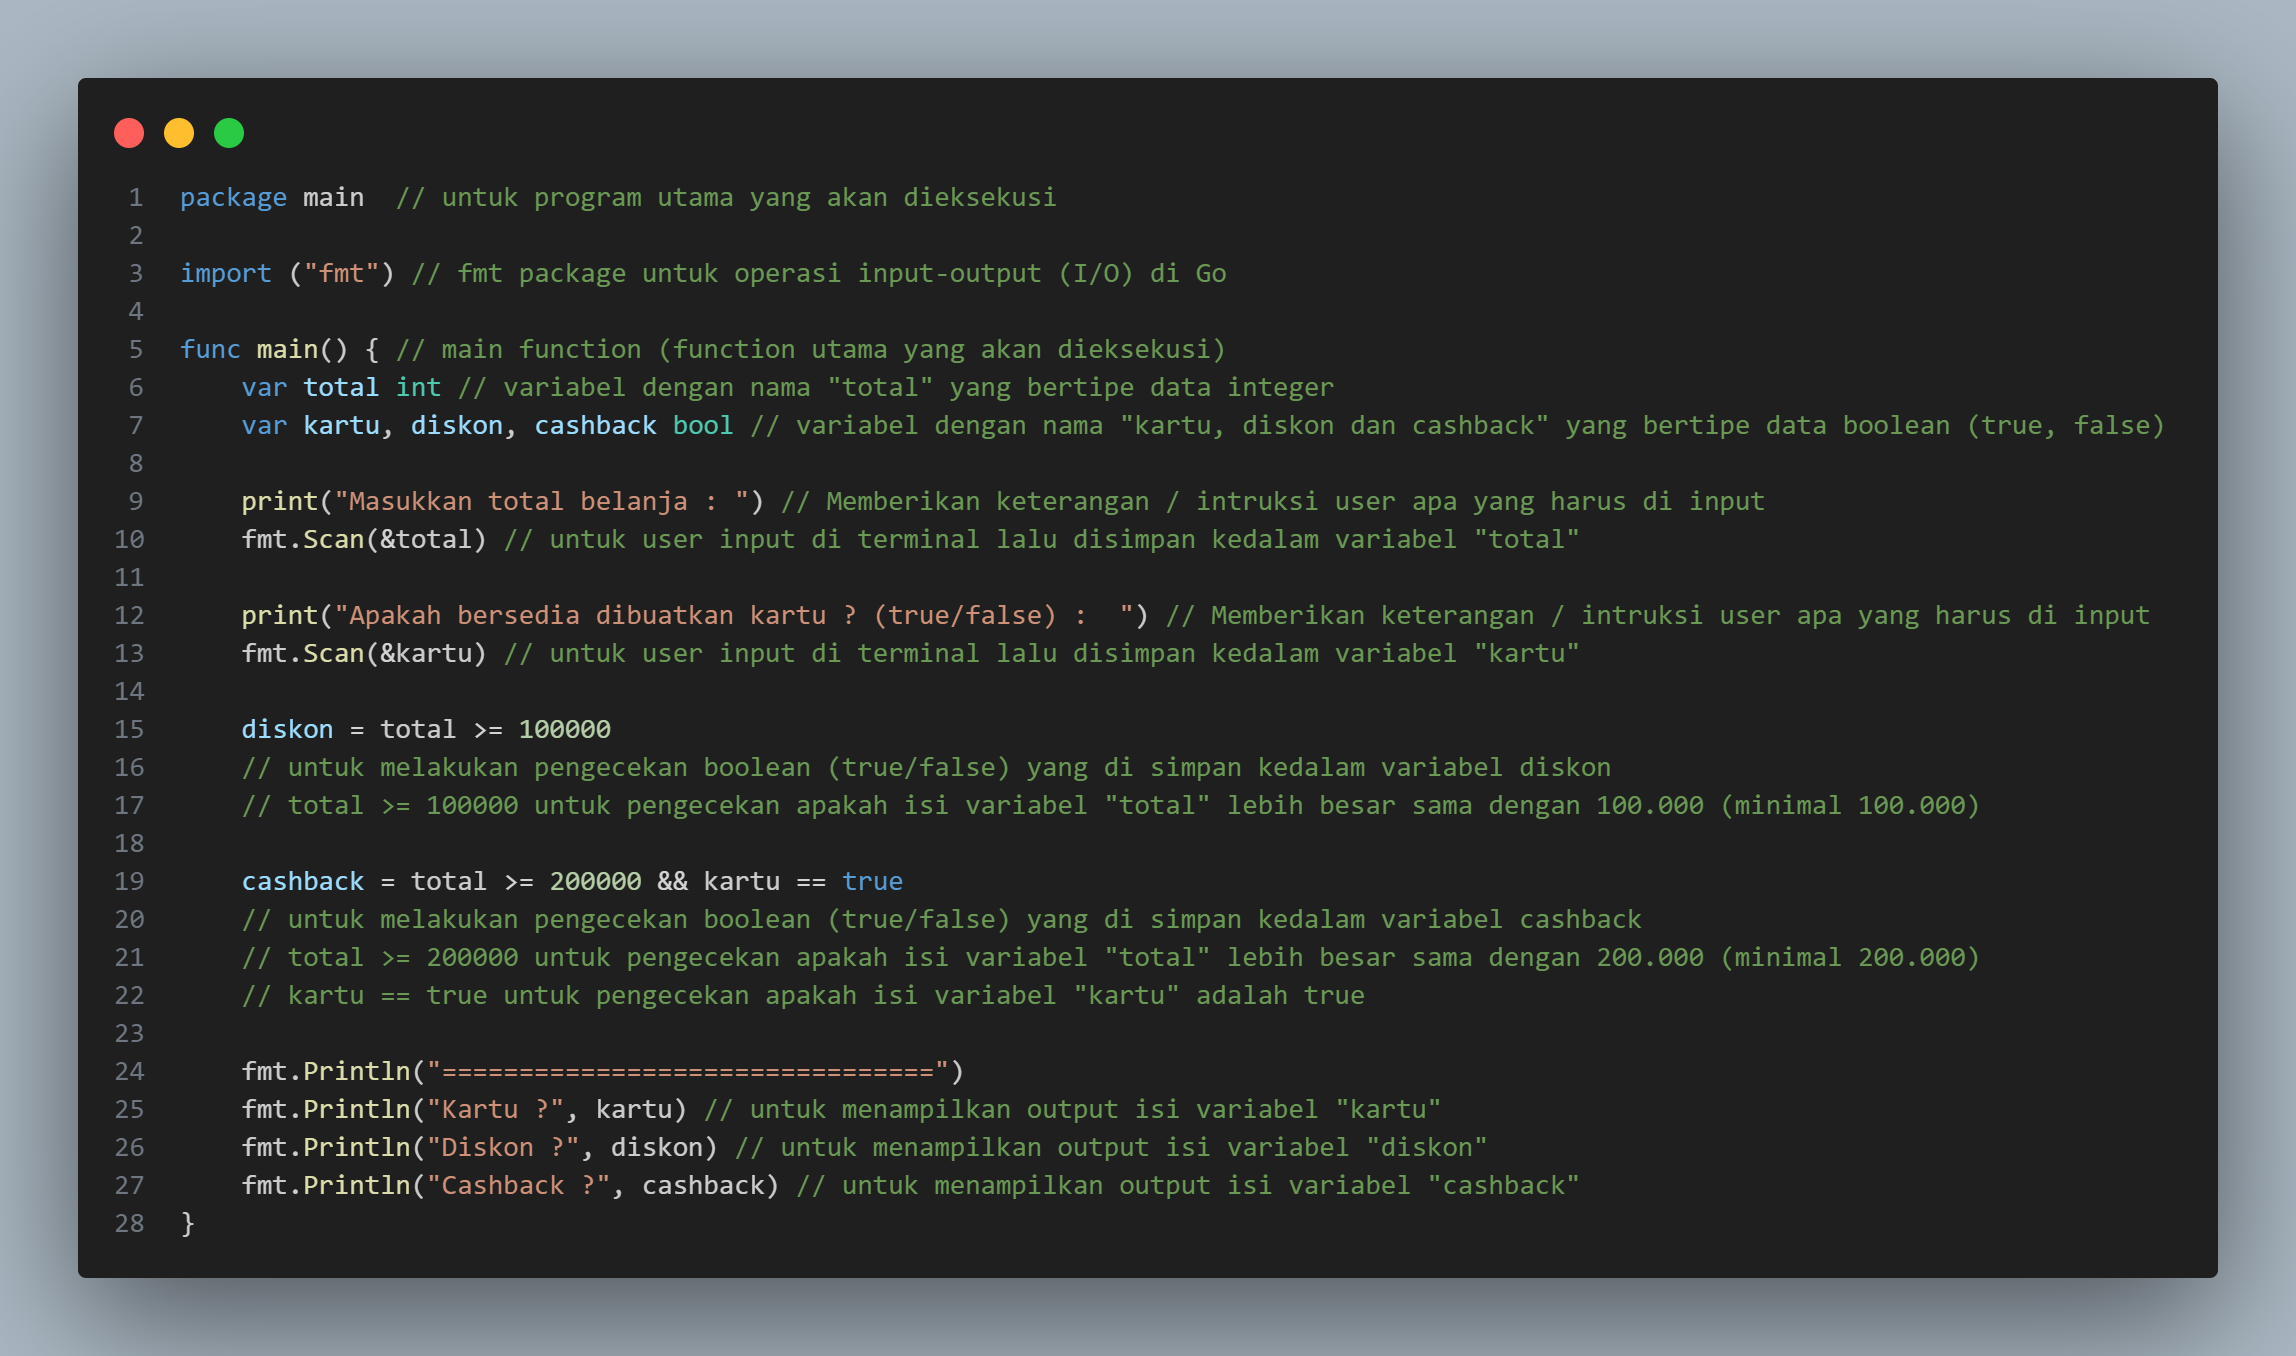 1 package main  // untuk program utama yang akan dieksekusi
2
3 import ("fmt") // fmt package untuk operasi input-output (I/O) di Go
4
5 func main() { // main function (function utama yang akan dieksekusi)
6     var total int // variabel dengan nama "total" yang bertipe data integer
7     var kartu, diskon, cashback bool // variabel dengan nama "kartu, diskon dan cashback" yang bertipe data boolean (true, false)
8
9     print("Masukkan total belanja : ") // Memberikan keterangan / intruksi user apa yang harus di input
10     fmt.Scan(&total) // untuk user input di terminal lalu disimpan kedalam variabel "total"
11
12     print("Apakah bersedia dibuatkan kartu ? (true/false) :  ") // Memberikan keterangan / intruksi user apa yang harus di input
13     fmt.Scan(&kartu) // untuk user input di terminal lalu disimpan kedalam variabel "kartu"
14
15     diskon = total >= 100000
16     // untuk melakukan pengecekan boolean (true/false) yang di simpan kedalam variabel diskon
17     // total >= 100000 untuk pengecekan apakah isi variabel "total" lebih besar sama dengan 100.000 (minimal 100.000)
18
19     cashback = total >= 200000 && kartu == true
20     // untuk melakukan pengecekan boolean (true/false) yang di simpan kedalam variabel cashback
21     // total >= 200000 untuk pengecekan apakah isi variabel "total" lebih besar sama dengan 200.000 (minimal 200.000)
22     // kartu == true untuk pengecekan apakah isi variabel "kartu" adalah true
23
24     fmt.Println("================================")
25     fmt.Println("Kartu ?", kartu) // untuk menampilkan output isi variabel "kartu"
26     fmt.Println("Diskon ?", diskon) // untuk menampilkan output isi variabel "diskon"
27     fmt.Println("Cashback ?", cashback) // untuk menampilkan output isi variabel "cashback"
28 }